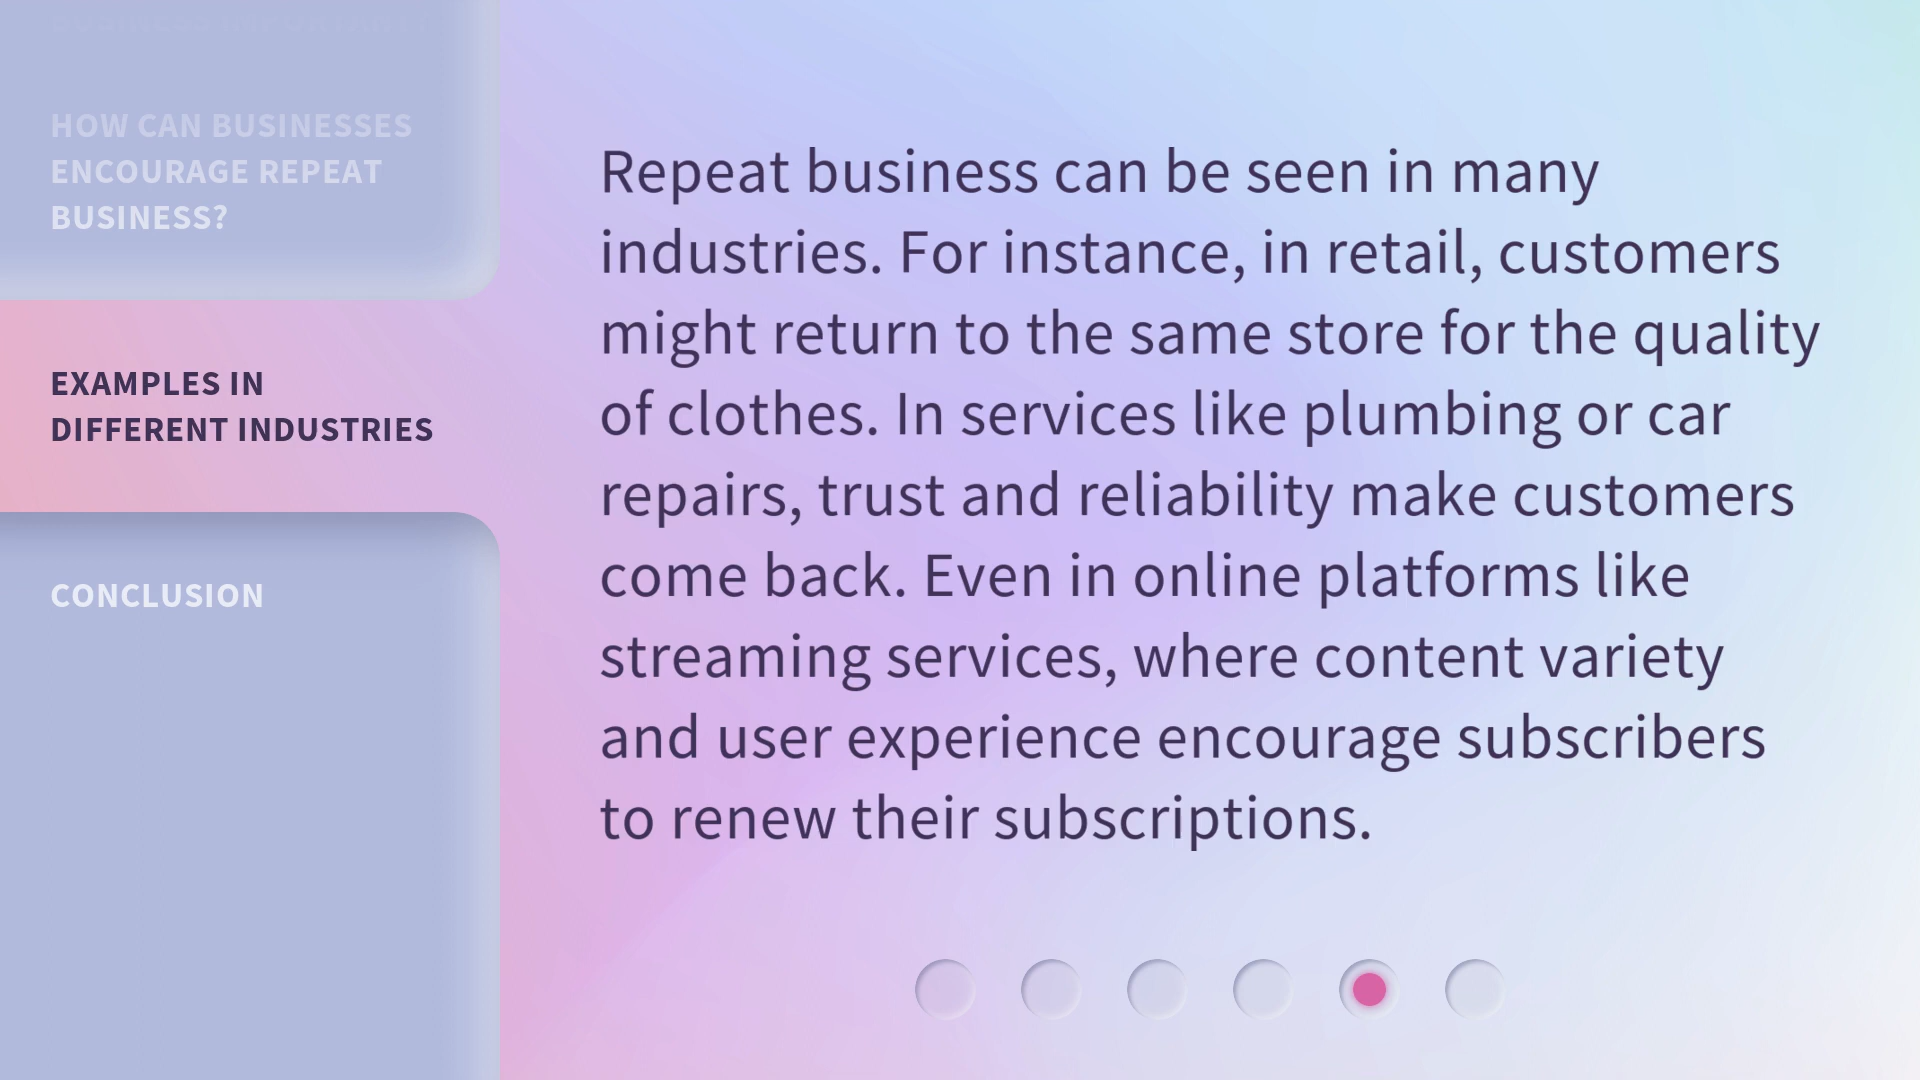 HOW CAN BUSINESSES
ENCOURAGE REPEAT
BUSINESS?
EXAMPLES IN
DIFFERENT INDUSTRIES
CONCLUSION
Repeat business can be seen in many
industries. For instance, in retail, customers
might return to the same store for the quality
of clothes. In services like plumbing or car
repairs, trust and reliability make customers
come back. Even in online platforms like
streaming services, where content variety
and user experience encourage subscribers
to renew their subscriptions.